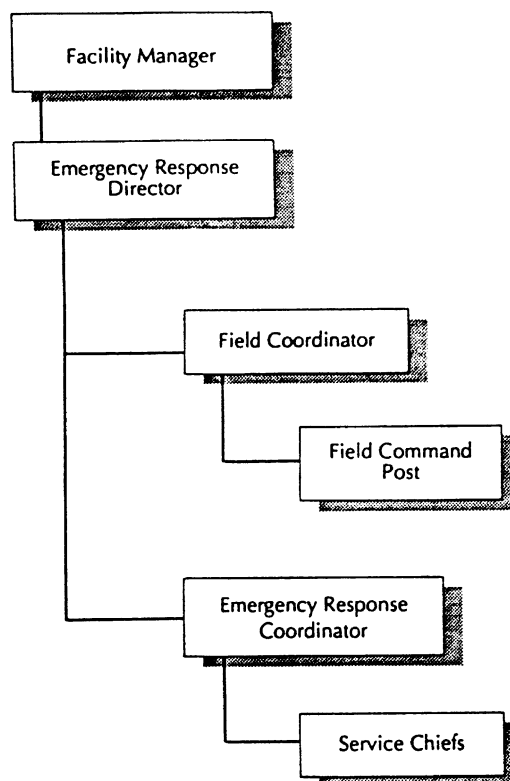 Facility Manager
Emergency Response
Director
Field Coordinator
Field Command
Post
Emergency Response
Coordinator
Service Chiefs